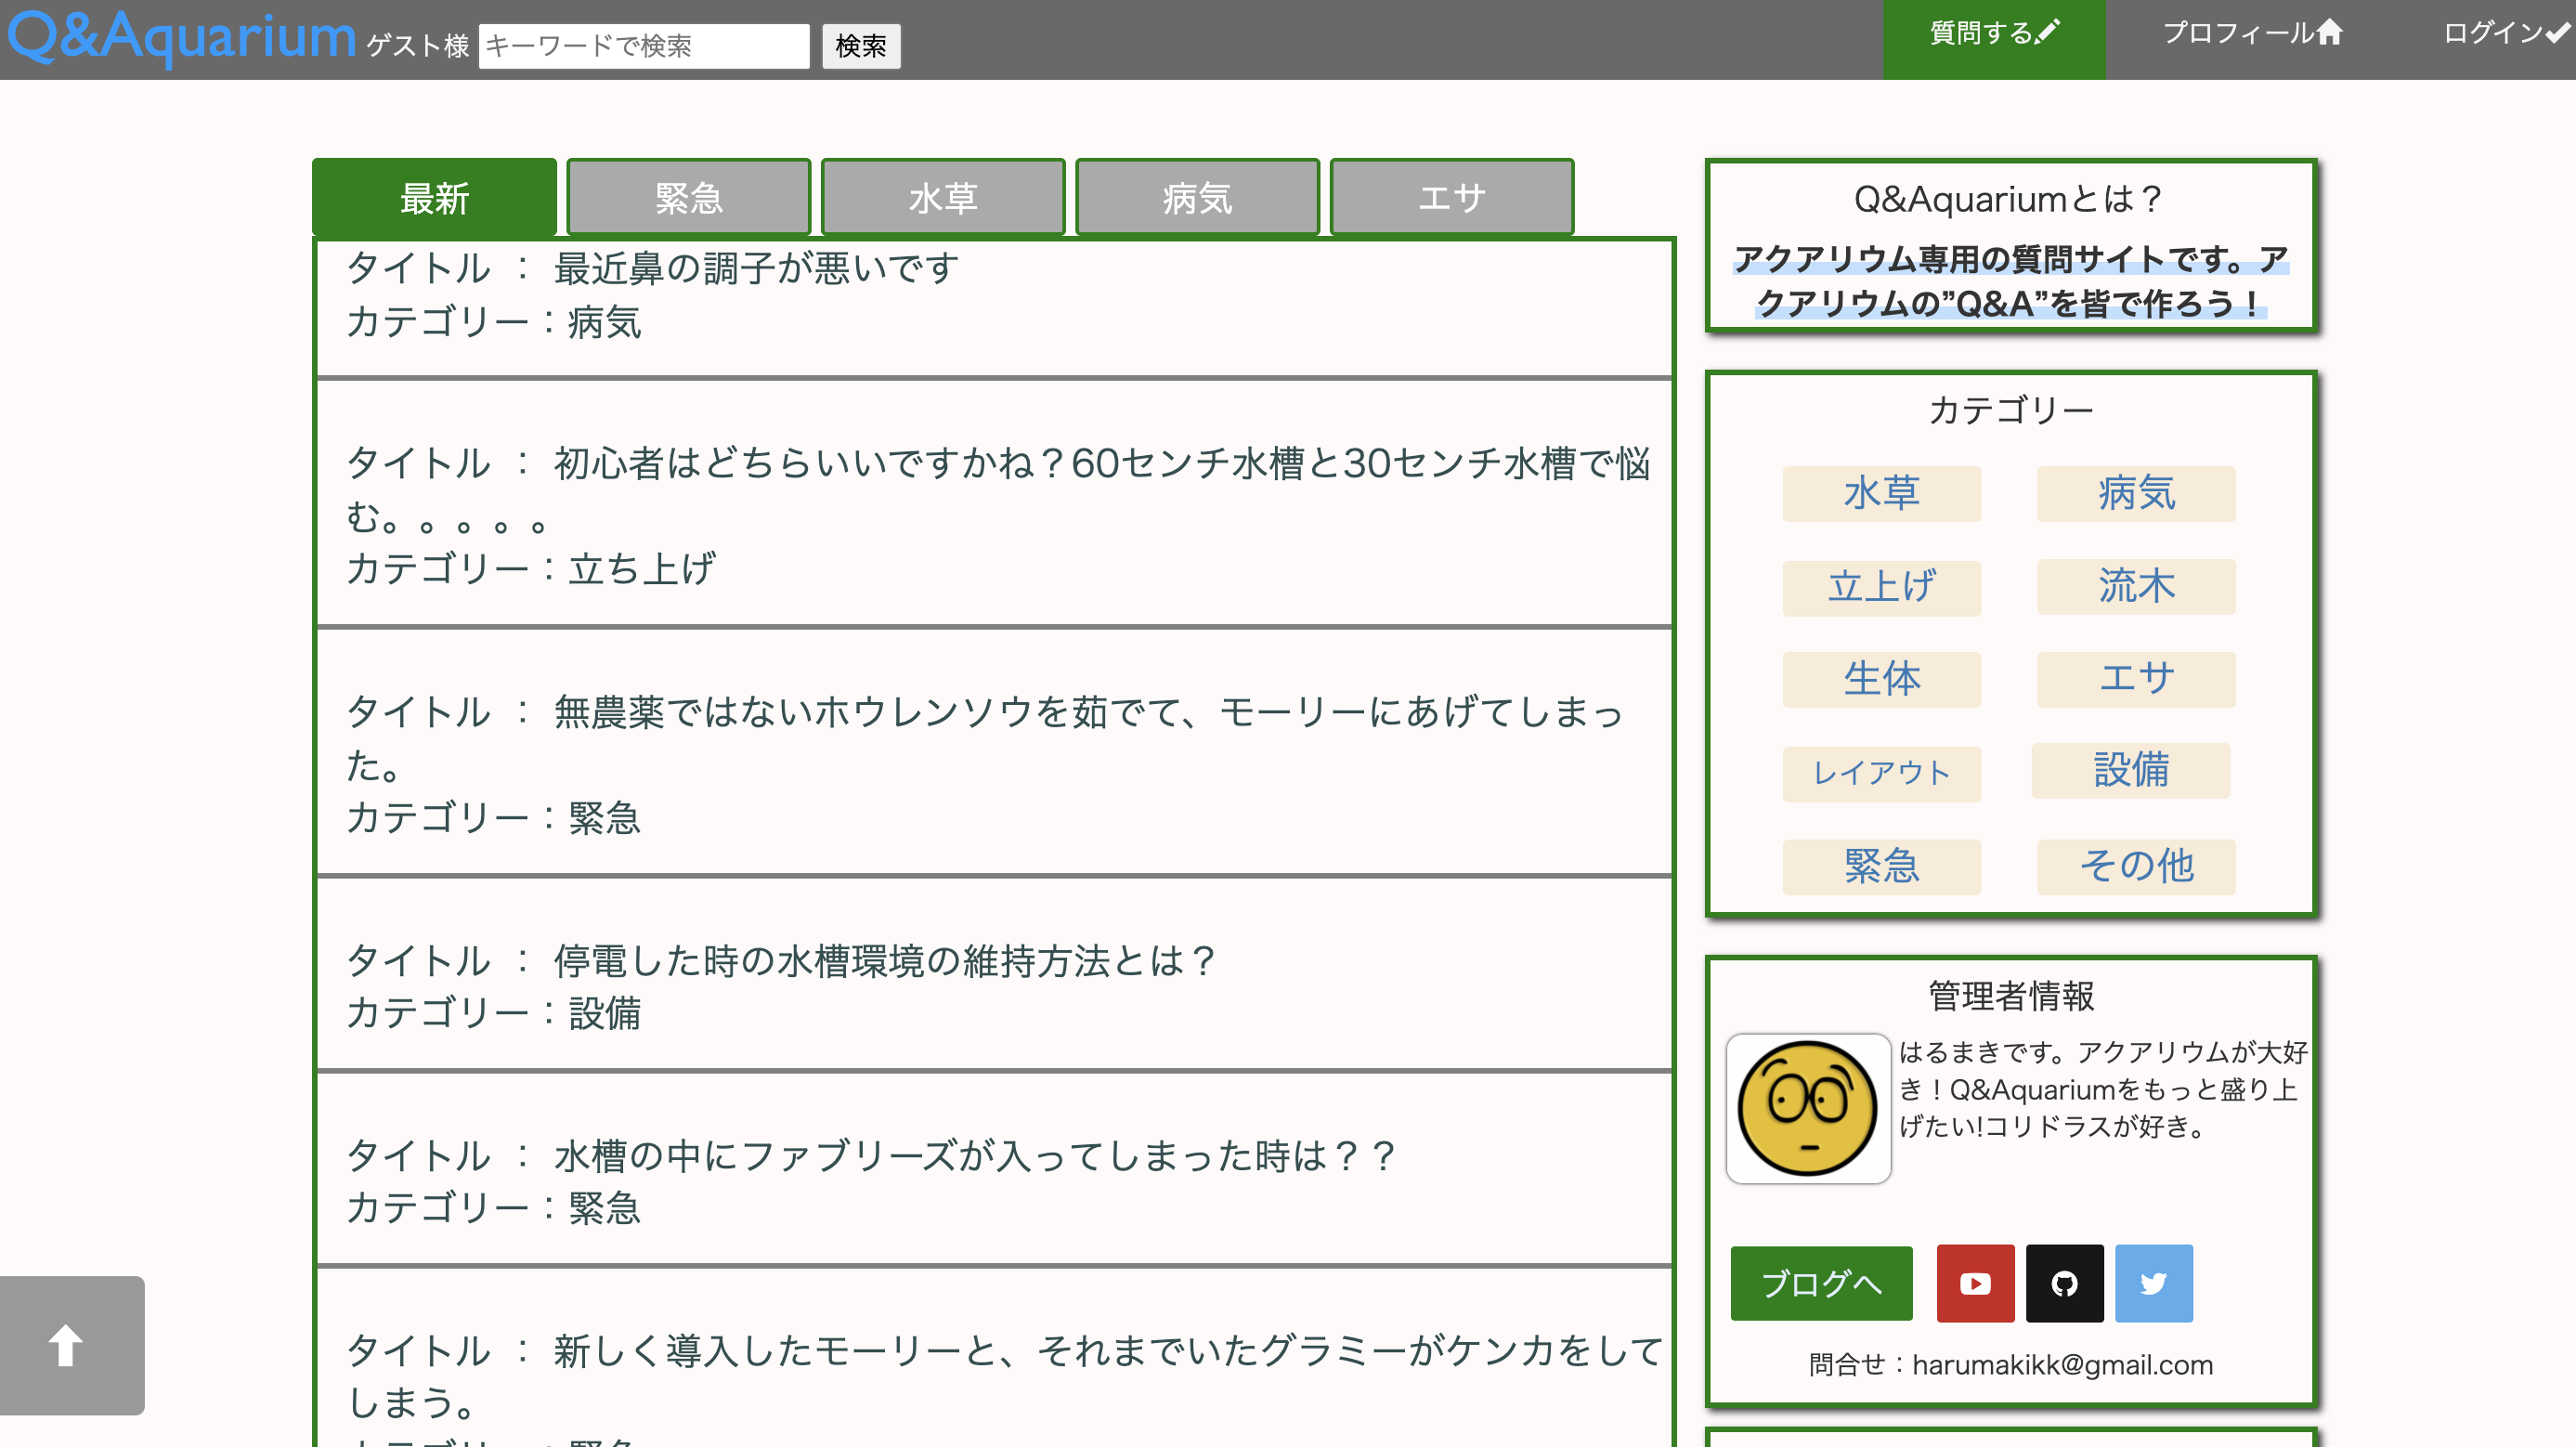 Q&Aquarium ゲスト様 キーワードで検索 検索 質問する プロフィール ログイン
最新 緊急 水草 病気 エサ
タイトル ： 最近鼻の調子が悪いです
カテゴリー：病気
タイトル ： 初心者はどちらいいですかね？60センチ水槽と30センチ水槽で悩
む。。。。。
カテゴリー：立ち上げ
タイトル ： 無農薬ではないホウレンソウを茹でて、モーリーにあげてしまっ
た。
カテゴリー：緊急
タイトル ： 停電した時の水槽環境の維持方法とは？
カテゴリー：設備
タイトル ： 水槽の中にファブリーズが入ってしまった時は？？
カテゴリー：緊急
タイトル ： 新しく導入したモーリーと、それまでいたグラミーがケンカをして
しまう。
カテゴリー：緊急
Q&Aquariumとは？
アクアリウム専用の質問サイトです。ア
クアリウムの”Q&A”を皆で作ろう！
カテゴリー
水草 病気
立上げ 流木
生体 エサ
レイアウト 設備
緊急 その他
管理者情報
はるまきです。アクアリウムが大好
き！Q&Aquariumをもっと盛り上
げたい!コリドラスが好き。
ブログへ
問合せ：harumakikk@gmail.com